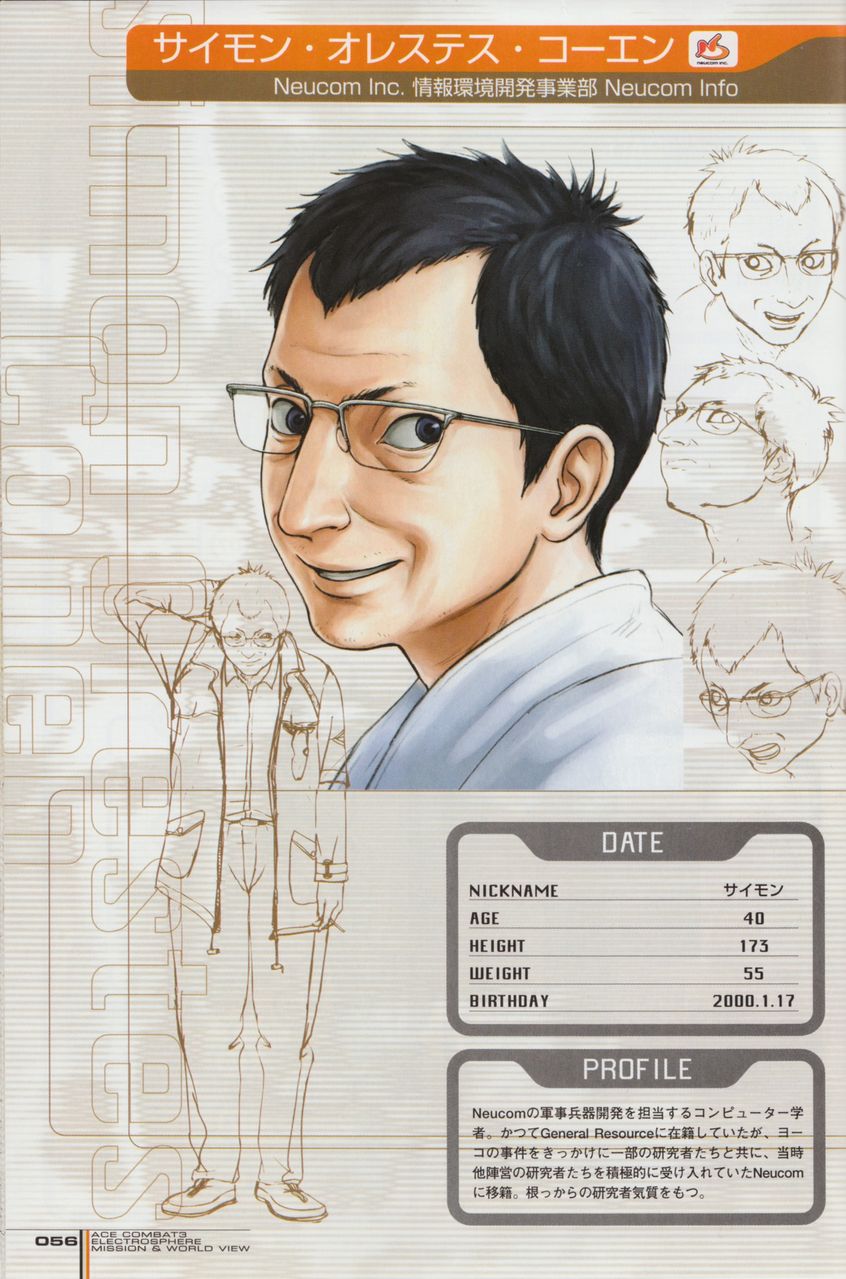 サイモン・オレステス・コーエン
neucom inc.
Neucom Inc. 情報環境開発事業部 Neucom Info
Simon Orestes
Cohen
DATE
NICKNAME サイモン
AGE 40
HEIGHT 173
WEIGHT 55
BIRTHDAY 2000.1.17
PROFILE
Neucomの軍事兵器開発を担当するコンピューター学
者。かつてGeneral Resourceに在籍していたが、ヨー
コの事件をきっかけに一部の研究者たちと共に、当時
他陣営の研究者たちを積極的に受け入れていたNeucom
に移籍。根っからの研究者気質をもつ。
056
ACE COMBAT3
ELECTROSPHERE
MISSION & WORLD VIEW